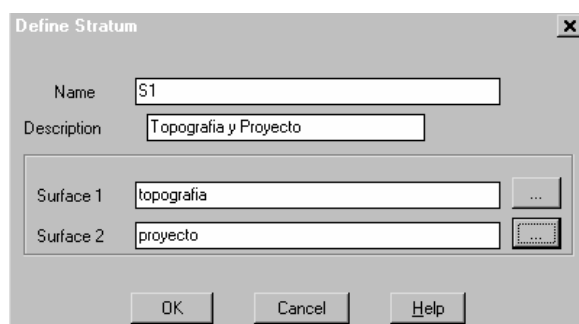 Define Stratum
Name S1
Description Topografia y Proyecto
Surface 1 topografia ...
Surface 2 proyecto ...
OK Cancel Help